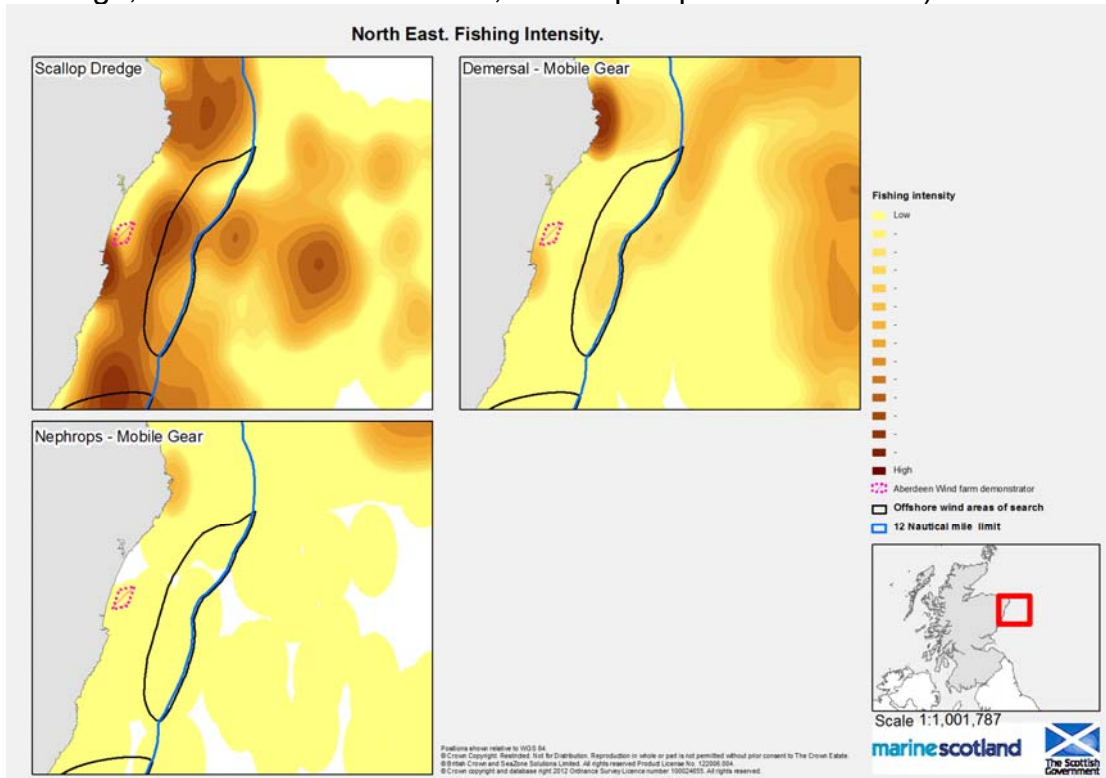 North East. Fishing Intensity.
Scallop Dredge
Demersal - Mobile Gear
Nephrops - Mobile Gear
Fishing intensity
Low
-
-
-
-
-
-
-
-
-
-
-
-
-
High
Aberdeen Wind farm demonstrator
Offshore wind areas of search
12 Nautical mile limit
Scale 1:1,001,787
marinescotland
The Scottish
Government
Positions shown relative to WGS 84.
© Crown Copyright. Restricted. Not for Distribution. Reproduction in whole or part is not permitted without prior consent to The Crown Estate.
© British Crown and SeaZone Solutions Limited. All rights reserved Product License No. 122006.004.
© Crown copyright and database right 2012 Ordnance Survey Licence number 100024655. All rights reserved.